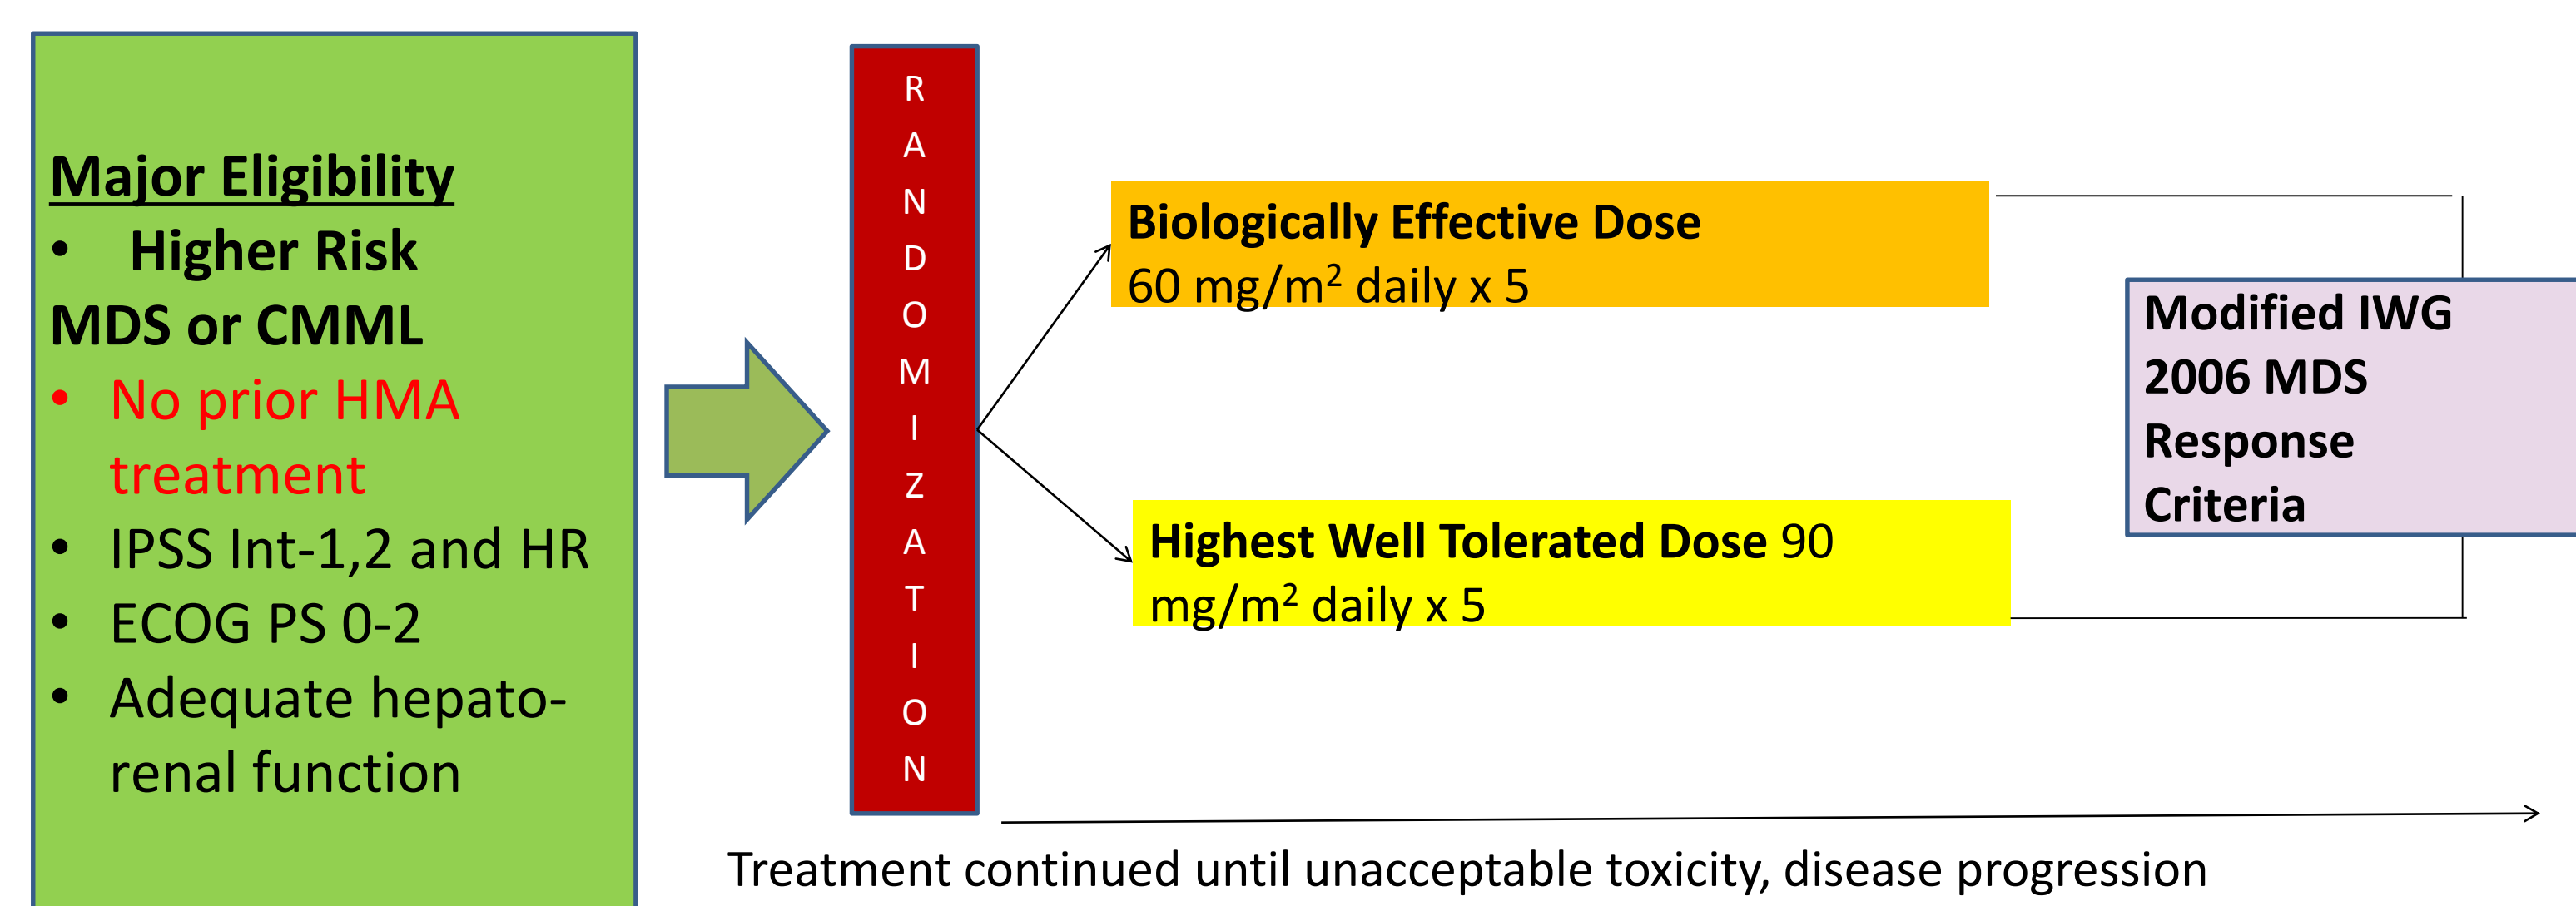 Major Eligibility
• Higher Risk
MDS or CMML
• No prior HMA
treatment
• IPSS Int-1,2 and HR
• ECOG PS 0-2
• Adequate hepato-
renal function
R
A
N
D
O
M
I
Z
A
T
I
O
N
Biologically Effective Dose
60 mg/m² daily x 5
Highest Well Tolerated Dose 90
mg/m² daily x 5
Modified IWG
2006 MDS
Response
Criteria
Treatment continued until unacceptable toxicity, disease progression